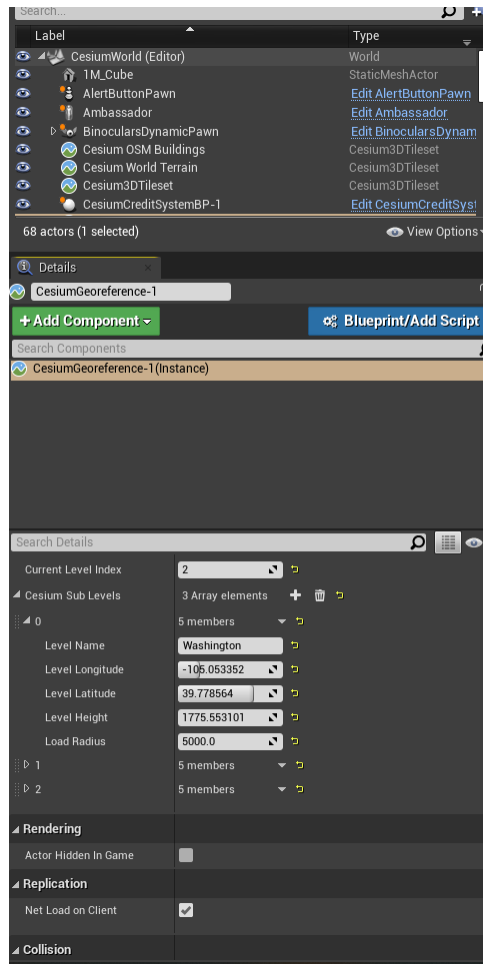 Search...
Label Type
CesiumWorld (Editor) World
1M_Cube StaticMeshActor
AlertButtonPawn Edit AlertButtonPawn
Ambassador Edit Ambassador
BinocularsDynamicPawn Edit BinocularsDynam
Cesium OSM Buildings Cesium3DTileset
Cesium World Terrain Cesium3DTileset
Cesium3DTileset Cesium3DTileset
CesiumCreditSystemBP-1 Edit CesiumCreditSyst
68 actors (1 selected) View Options
Details
CesiumGeoreference-1
+Add Component Blueprint/Add Script
Search Components
CesiumGeoreference-1(Instance)
Search Details
Current Level Index 2
Cesium Sub Levels 3 Array elements
0 5 members
Level Name Washington
Level Longitude -105.053352
Level Latitude 39.778564
Level Height 1775.553101
Load Radius 5000.0
1 5 members
2 5 members
Rendering
Actor Hidden In Game
Replication
Net Load on Client
Collision